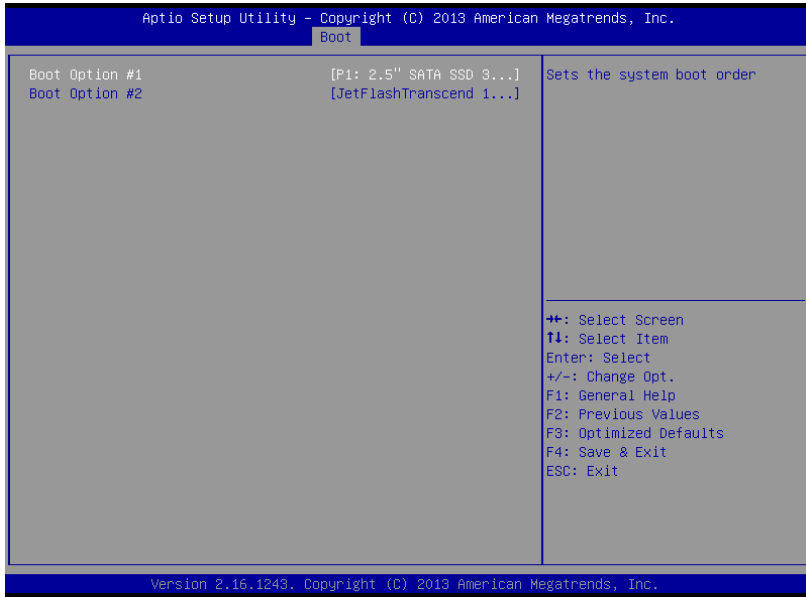 Aptio Setup Utility – Copyright (C) 2013 American Megatrends, Inc.
Boot
Boot Option #1 [P1: 2.5" SATA SSD 3...]
Boot Option #2 [JetFlashTranscend 1...]
Sets the system boot order
→←: Select Screen
↑↓: Select Item
Enter: Select
+/-: Change Opt.
F1: General Help
F2: Previous Values
F3: Optimized Defaults
F4: Save & Exit
ESC: Exit
Version 2.16.1243. Copyright (C) 2013 American Megatrends, Inc.